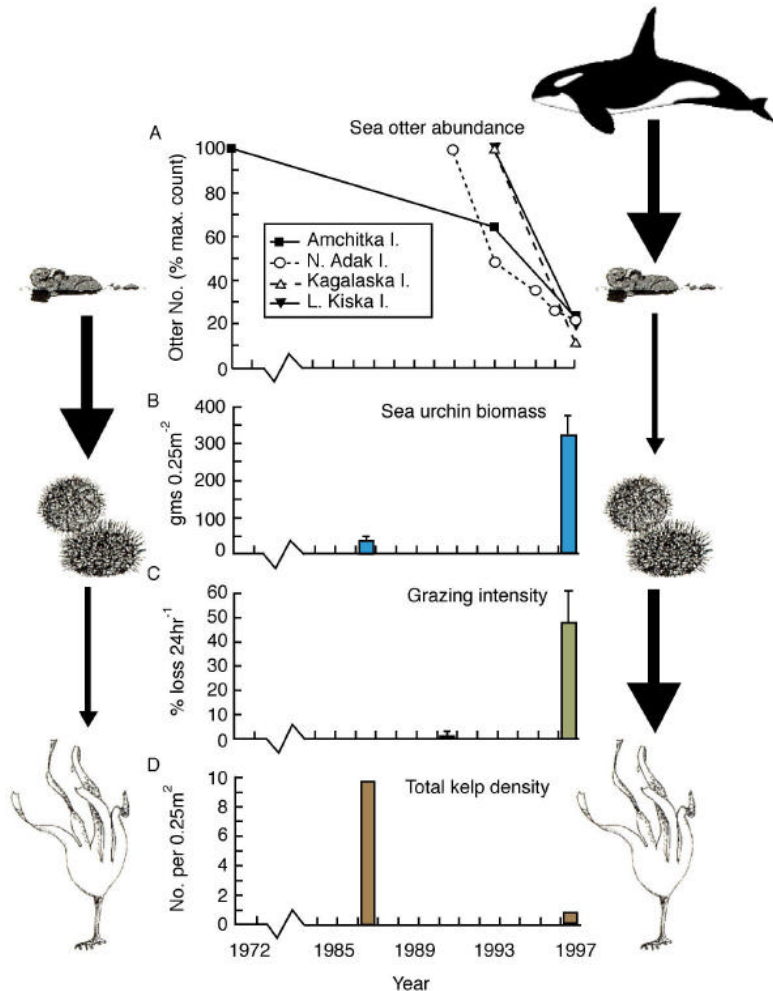 A
Sea otter abundance
Otter No. (% max. count)
100
80
60
40
20
0
Amchitka I.
N. Adak I.
Kagalaska I.
L. Kiska I.
B
Sea urchin biomass
gms 0.25m⁻²
400
300
200
100
0
C
Grazing intensity
% loss 24hr⁻¹
60
50
40
30
20
10
0
D
Total kelp density
No. per 0.25m²
10
8
6
4
2
0
1972 1985 1989 1993 1997
Year